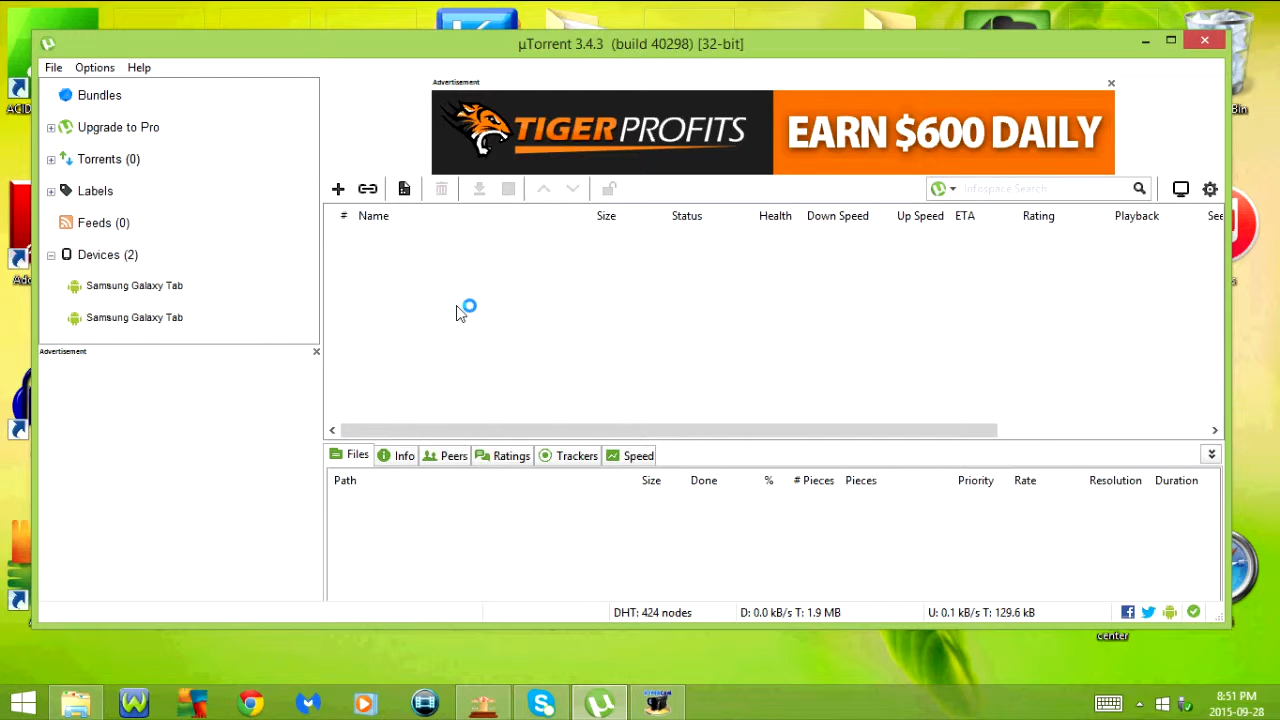 µTorrent 3.4.3 (build 40298) [32-bit]
File Options Help
Bundles
Upgrade to Pro
Torrents (0)
Labels
Feeds (0)
Devices (2)
Samsung Galaxy Tab
Samsung Galaxy Tab
Advertisement
Advertisement
TIGERPROFITS EARN $600 DAILY
Infospace Search
# Name Size Status Health Down Speed Up Speed ETA Rating Playback See
Files Info Peers Ratings Trackers Speed
Path Size Done % # Pieces Pieces Priority Rate Resolution Duration
DHT: 424 nodes D: 0.0 kB/s T: 1.9 MB U: 0.1 kB/s T: 129.6 kB
ACID
Bin
center
HYPERCAM
8:51 PM
2015-09-28